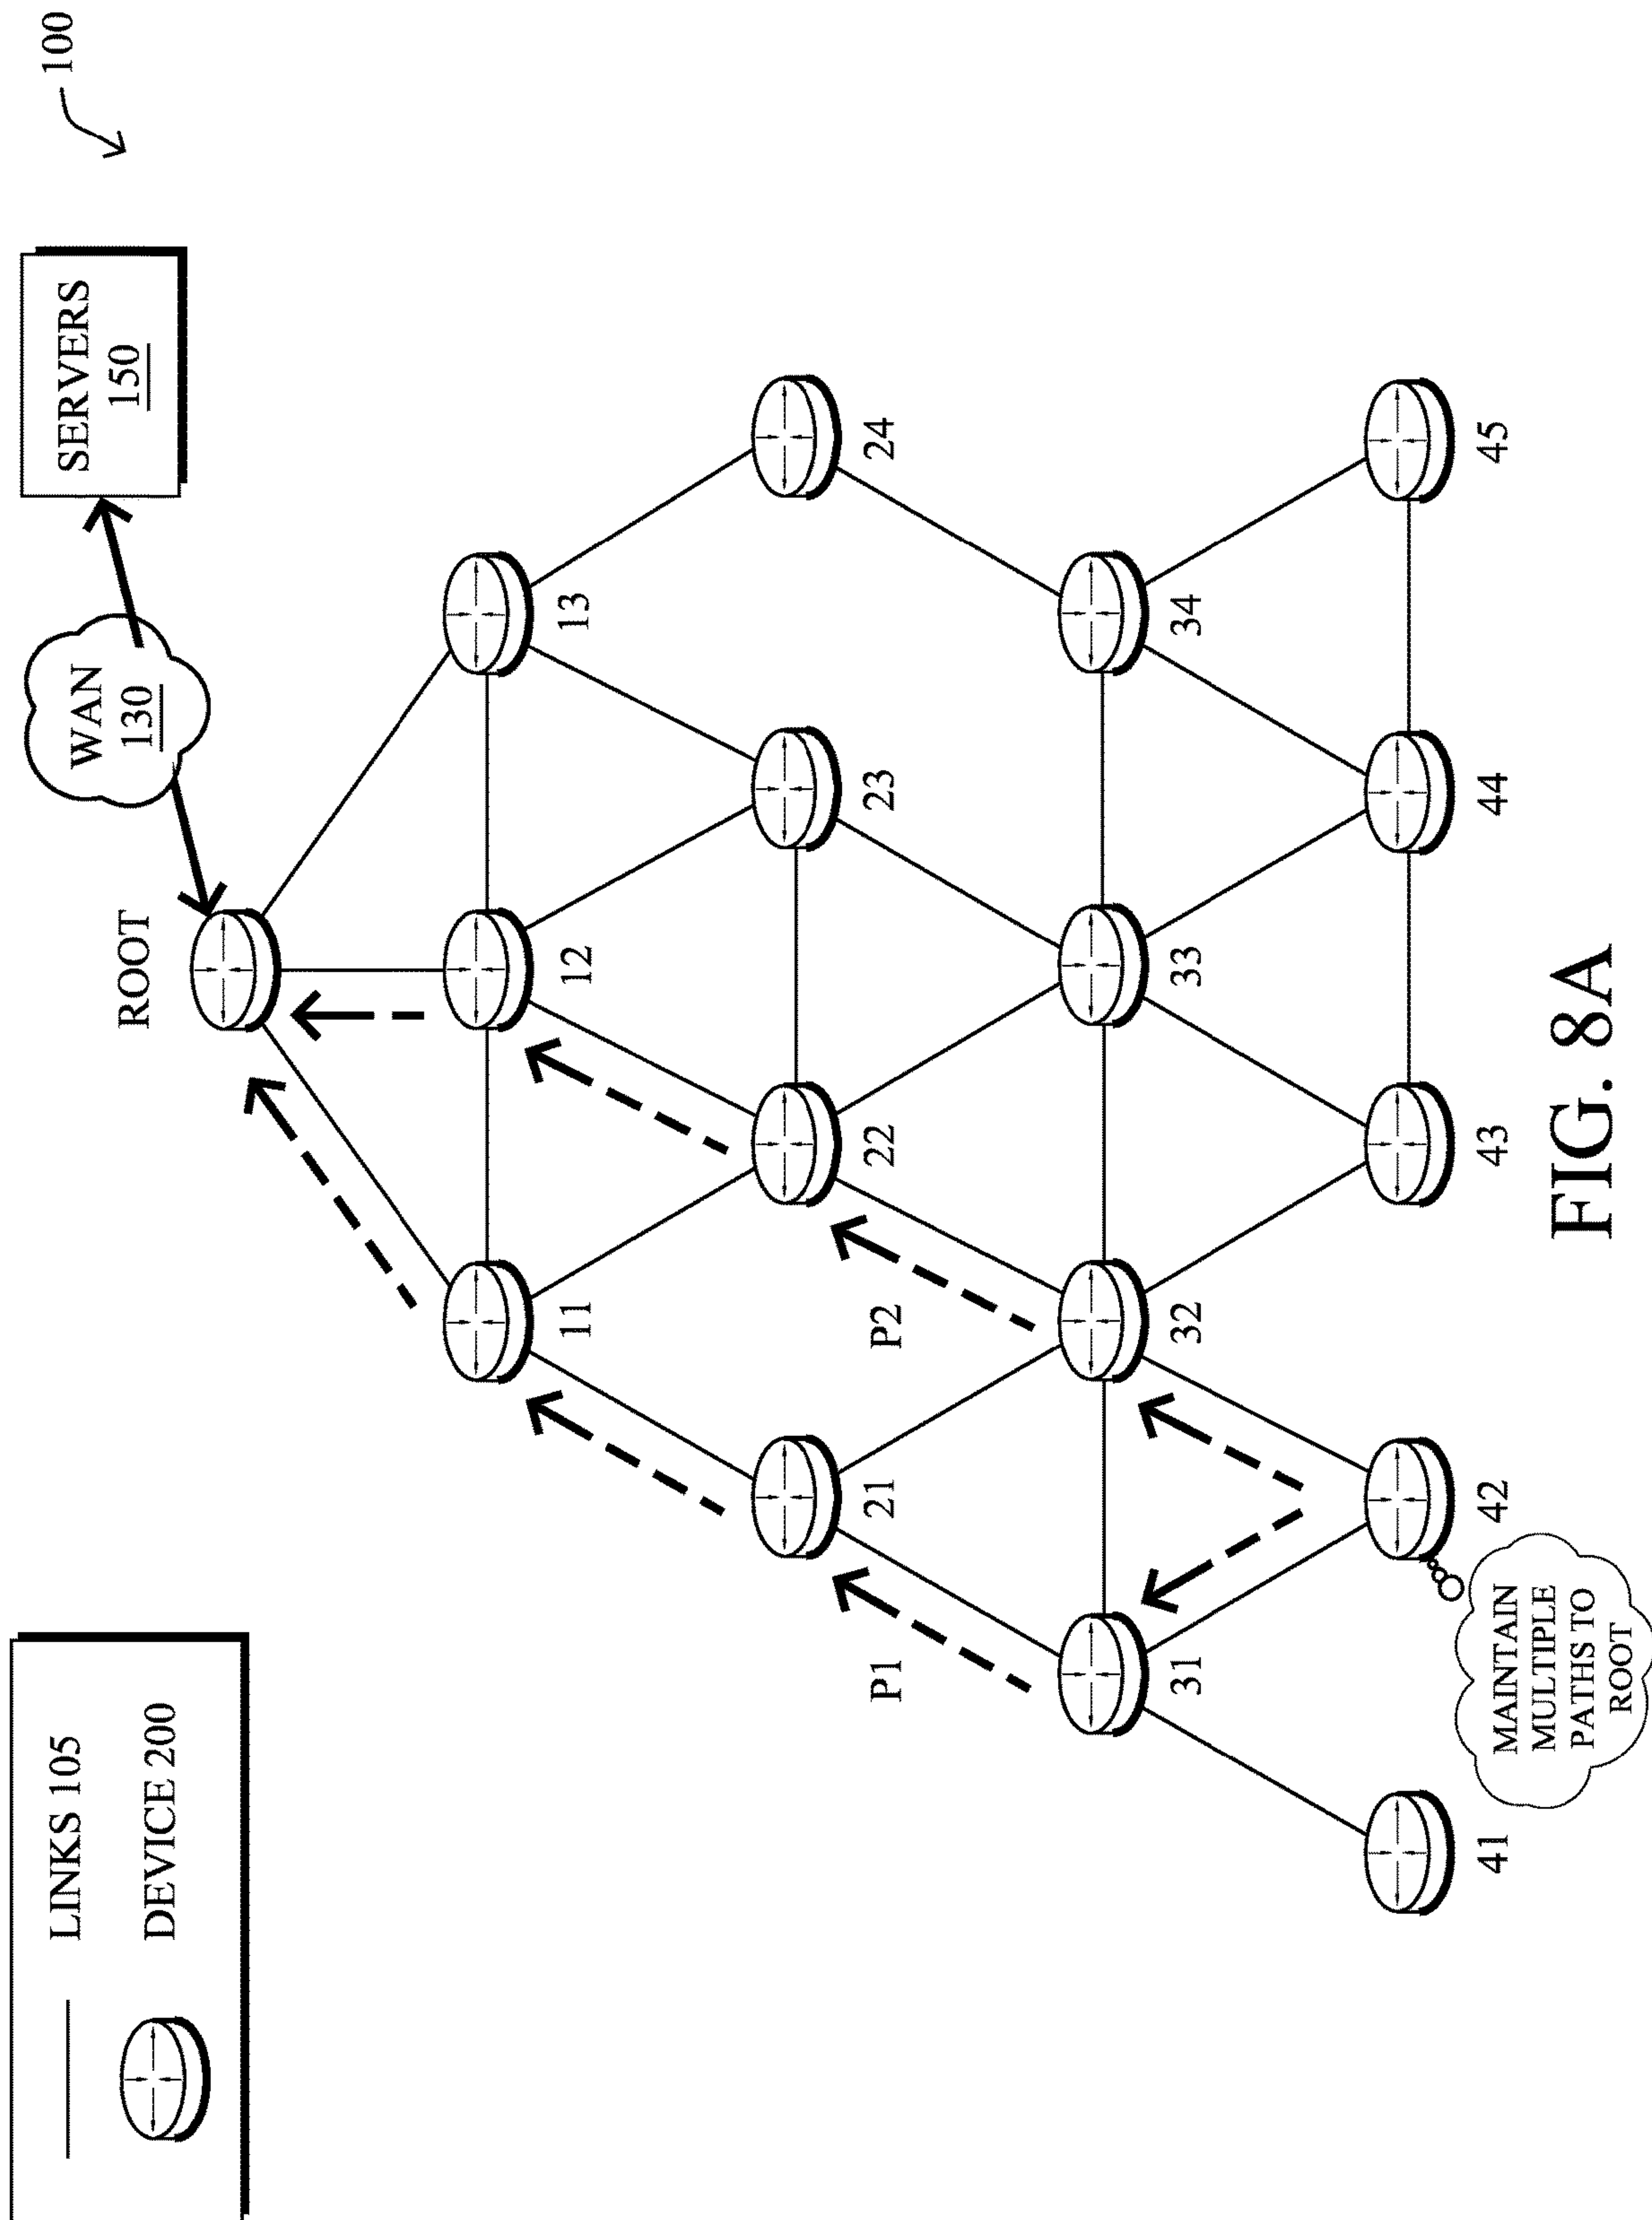 LINKS 105
DEVICE 200
100
SERVERS
150
WAN
130
ROOT
11
12
13
21
22
23
24
P1
P2
31
32
33
34
41
42
43
44
45
MAINTAIN
MULTIPLE
PATHS TO
ROOT
FIG. 8A